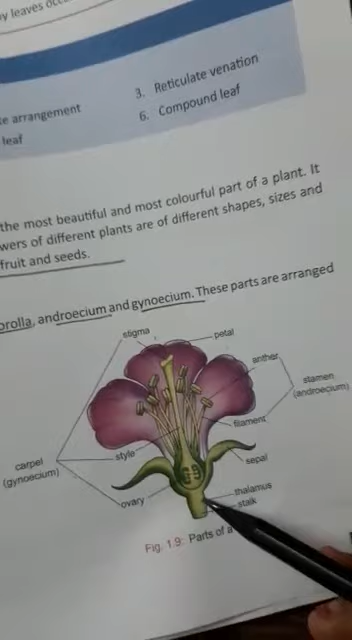 by leaves
3. Reticulate venation
arrangement
6. Compound leaf
leaf
the most beautiful and most colourful part of a plant. It
wers of different plants are of different shapes, sizes and
fruit and seeds.
orolla, androecium and gynoecium. These parts are arranged
stigma
petal
anther
stamen
(androecium)
filament
style
carpel
(gynoecium)
sepal
ovary
thalamus
stalk
Fig. 1.9: Parts of a